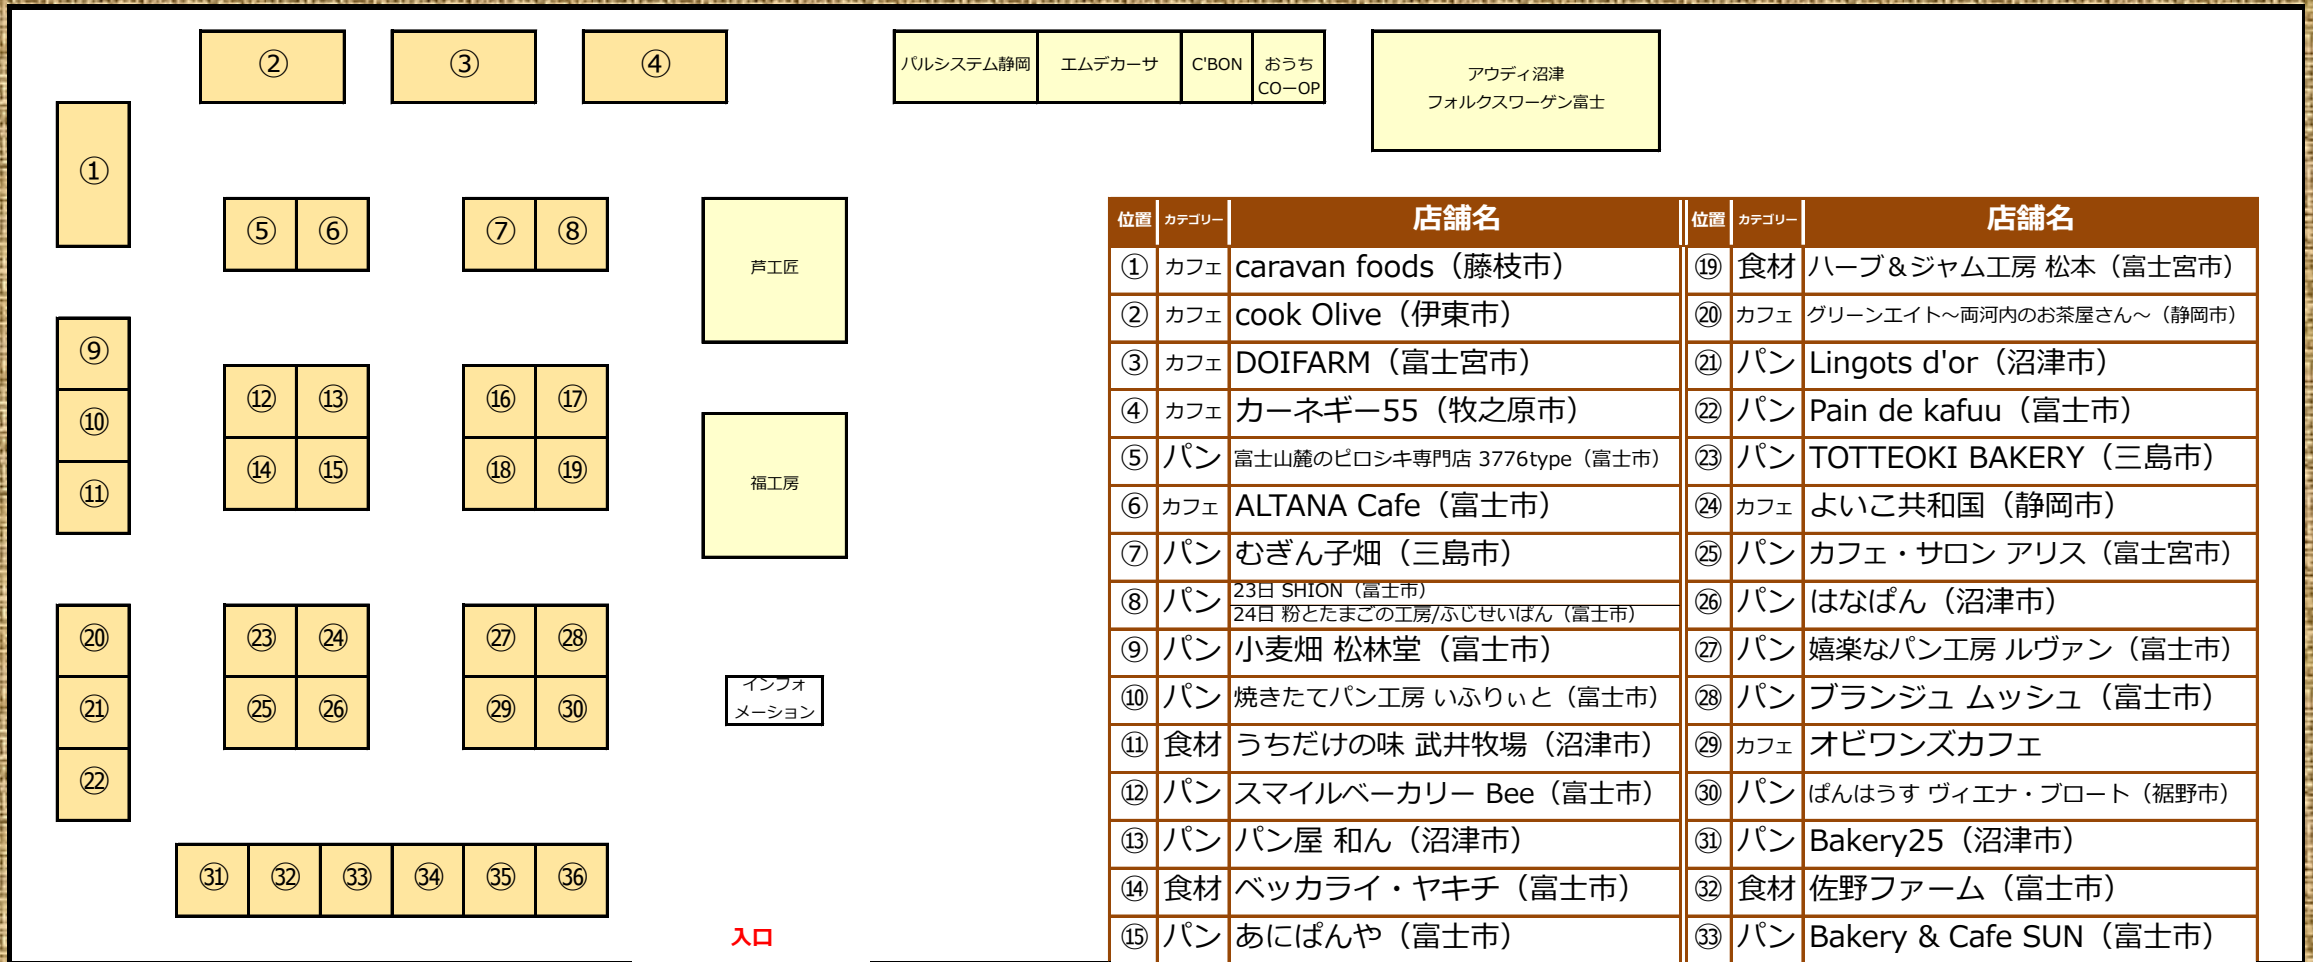 ② ③ ④ パルシステム静岡 エムデカーサ C'BON おうち
CO－OP
アウディ沼津
フォルクスワーゲン富士
①
⑤ ⑥ ⑦ ⑧
芦工匠
⑨
⑩
⑪
⑫ ⑬ ⑯ ⑰
⑭ ⑮ ⑱ ⑲
福工房
⑳ ㉓ ㉔ ㉗ ㉘
㉑ ㉕ ㉖ ㉙ ㉚
㉒
インフォ
メーション
㉛ ㉜ ㉝ ㉞ ㉟ ㊱
入口
位置 カテゴリー 店舗名 位置 カテゴリー 店舗名
① カフェ caravan foods（藤枝市） ⑲ 食材 ハーブ＆ジャム工房 松本（富士宮市）
② カフェ cook Olive（伊東市） ⑳ カフェ グリーンエイト～両河内のお茶屋さん～（静岡市）
③ カフェ DOIFARM（富士宮市） ㉑ パン Lingots d'or（沼津市）
④ カフェ カーネギー55（牧之原市） ㉒ パン Pain de kafuu（富士市）
⑤ パン 富士山麓のピロシキ専門店 3776type（富士市） ㉓ パン TOTTEOKI BAKERY（三島市）
⑥ カフェ ALTANA Cafe（富士市） ㉔ カフェ よいこ共和国（静岡市）
⑦ パン むぎん子畑（三島市） ㉕ パン カフェ・サロン アリス（富士宮市）
⑧ パン 23日 SHION（富士市）
24日 粉とたまごの工房/ふじせいぱん（富士市） ㉖ パン はなぱん（沼津市）
⑨ パン 小麦畑 松林堂（富士市） ㉗ パン 嬉楽なパン工房 ルヴァン（富士市）
⑩ パン 焼きたてパン工房 いふりぃと（富士市） ㉘ パン ブランジュ ムッシュ（富士市）
⑪ 食材 うちだけの味 武井牧場（沼津市） ㉙ カフェ オビワンズカフェ
⑫ パン スマイルベーカリー Bee（富士市） ㉚ パン ぱんはうす ヴィエナ・ブロート（裾野市）
⑬ パン パン屋 和ん（沼津市） ㉛ パン Bakery25（沼津市）
⑭ 食材 ベッカライ・ヤキチ（富士市） ㉜ 食材 佐野ファーム（富士市）
⑮ パン あにぱんや（富士市） ㉝ パン Bakery & Cafe SUN（富士市）